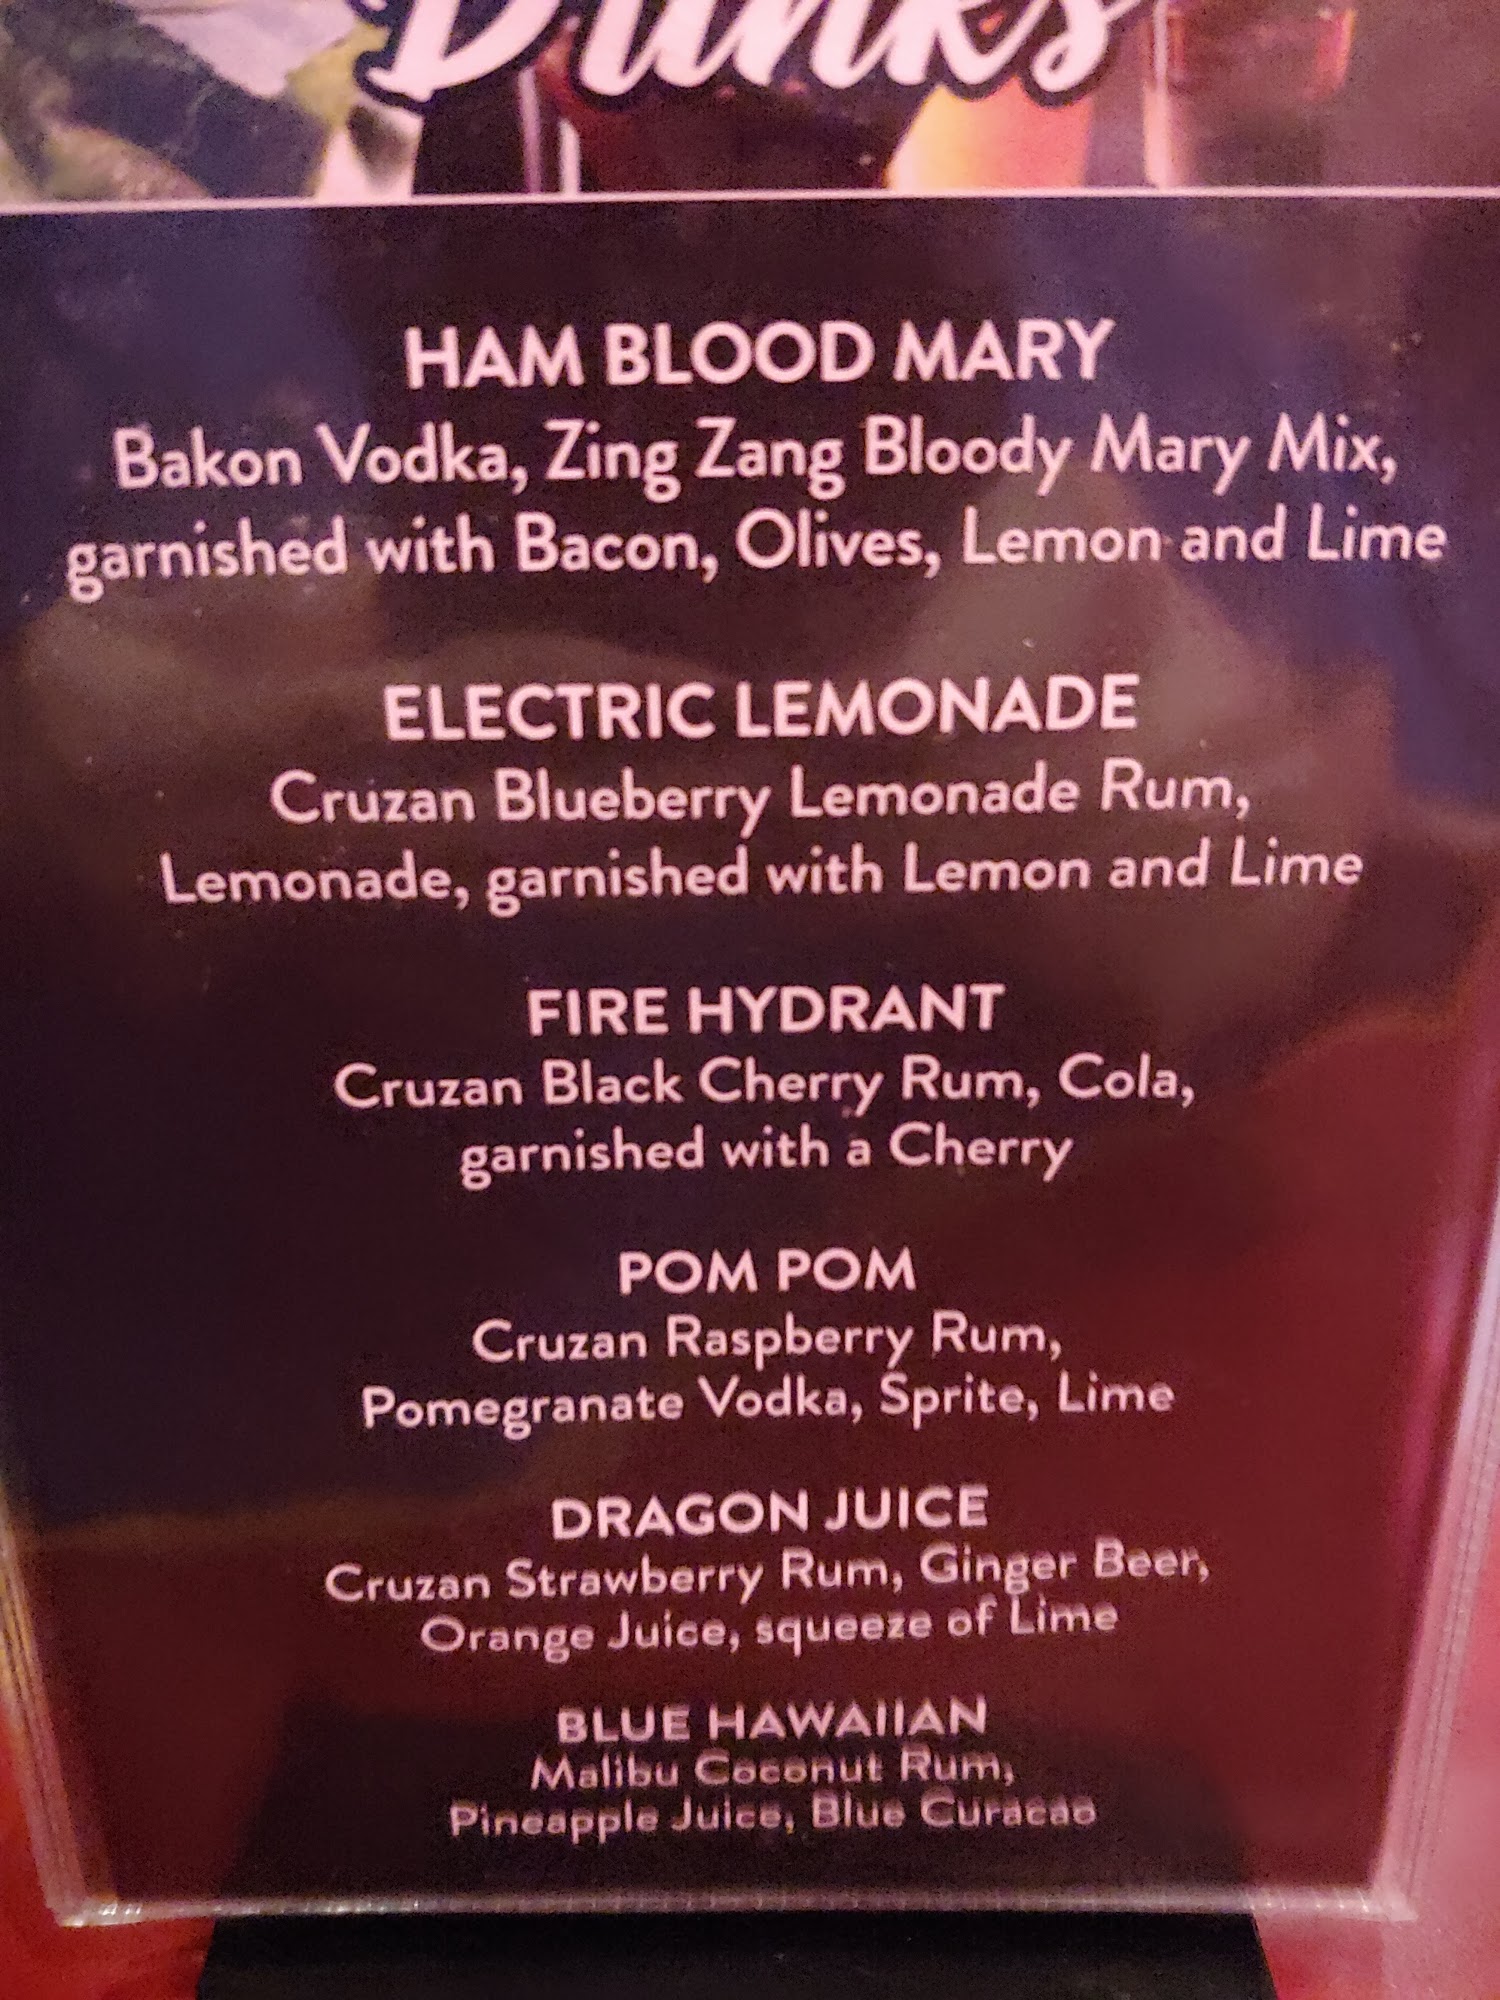 Drinks
HAM BLOOD MARY
Bakon Vodka, Zing Zang Bloody Mary Mix,
garnished with Bacon, Olives, Lemon and Lime
ELECTRIC LEMONADE
Cruzan Blueberry Lemonade Rum,
Lemonade, garnished with Lemon and Lime
FIRE HYDRANT
Cruzan Black Cherry Rum, Cola,
garnished with a Cherry
POM POM
Cruzan Raspberry Rum,
Pomegranate Vodka, Sprite, Lime
DRAGON JUICE
Cruzan Strawberry Rum, Ginger Beer,
Orange Juice, squeeze of Lime
BLUE HAWAIIAN
Malibu Coconut Rum,
Pineapple Juice, Blue Curacao